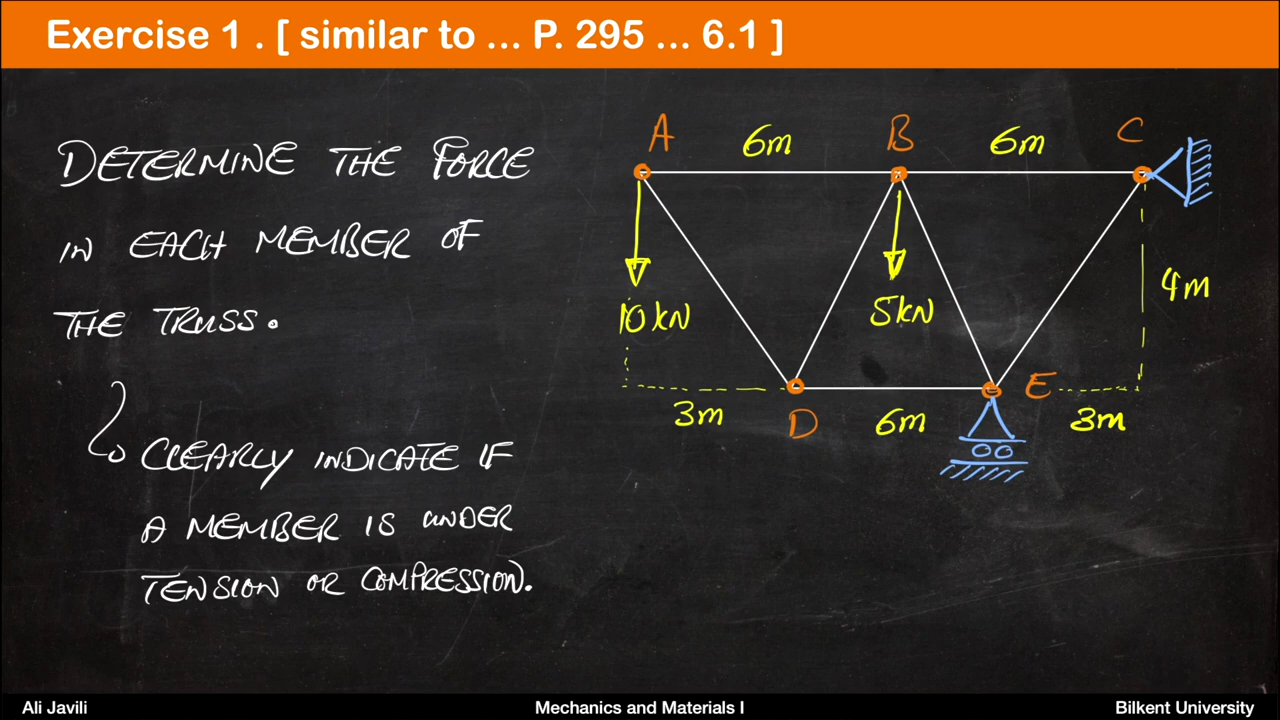 Exercise 1 . [ similar to ... P. 295 ... 6.1 ]
DETERMINE THE FORCE
IN EACH MEMBER OF
THE TRUSS.
CLEARLY INDICATE IF
A MEMBER IS UNDER
TENSION OR COMPRESSION.
A 6m B 6m C
4m
10kN 5kN
E
3m D 6m 3m
Ali Javili Mechanics and Materials I Bilkent University